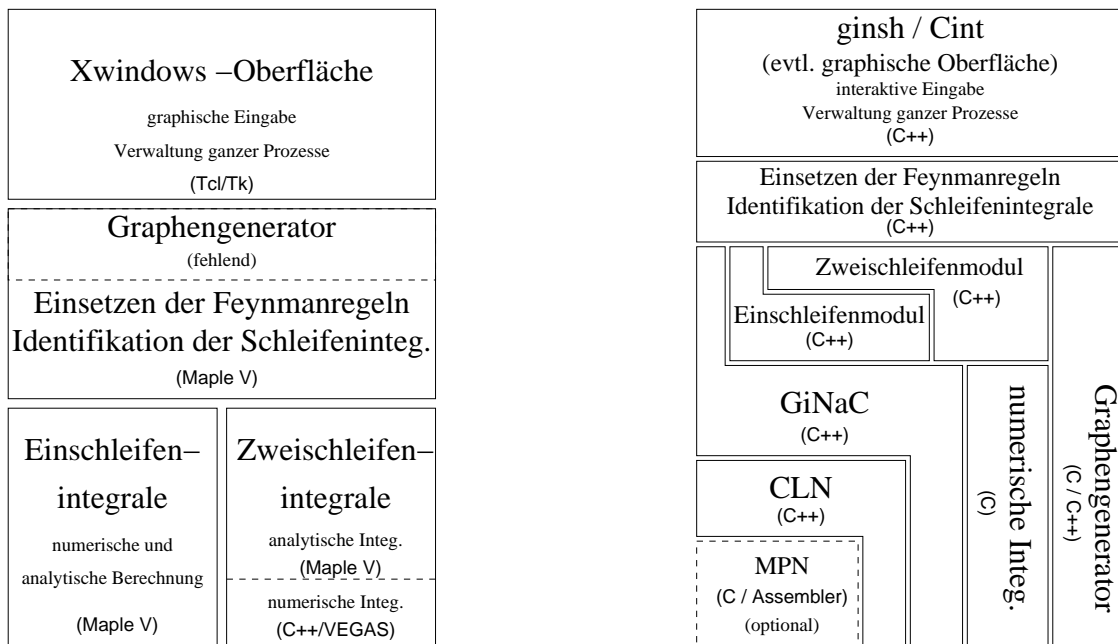 Xwindows –Oberfläche
graphische Eingabe
Verwaltung ganzer Prozesse
(Tcl/Tk)
Graphengenerator
(fehlend)
Einsetzen der Feynmanregeln
Identifikation der Schleifeninteg.
(Maple V)
Einschleifen–
integrale
numerische und
analytische Berechnung
(Maple V)
Zweischleifen–
integrale
analytische Integ.
(Maple V)
numerische Integ.
(C++/VEGAS)
ginsh / Cint
(evtl. graphische Oberfläche)
interaktive Eingabe
Verwaltung ganzer Prozesse
(C++)
Einsetzen der Feynmanregeln
Identifikation der Schleifenintegrale
(C++)
Zweischleifenmodul
(C++)
Einschleifenmodul
(C++)
GiNaC
(C++)
CLN
(C++)
MPN
(C / Assembler)
(optional)
numerische Integ.
(C)
Graphengenerator
(C / C++)